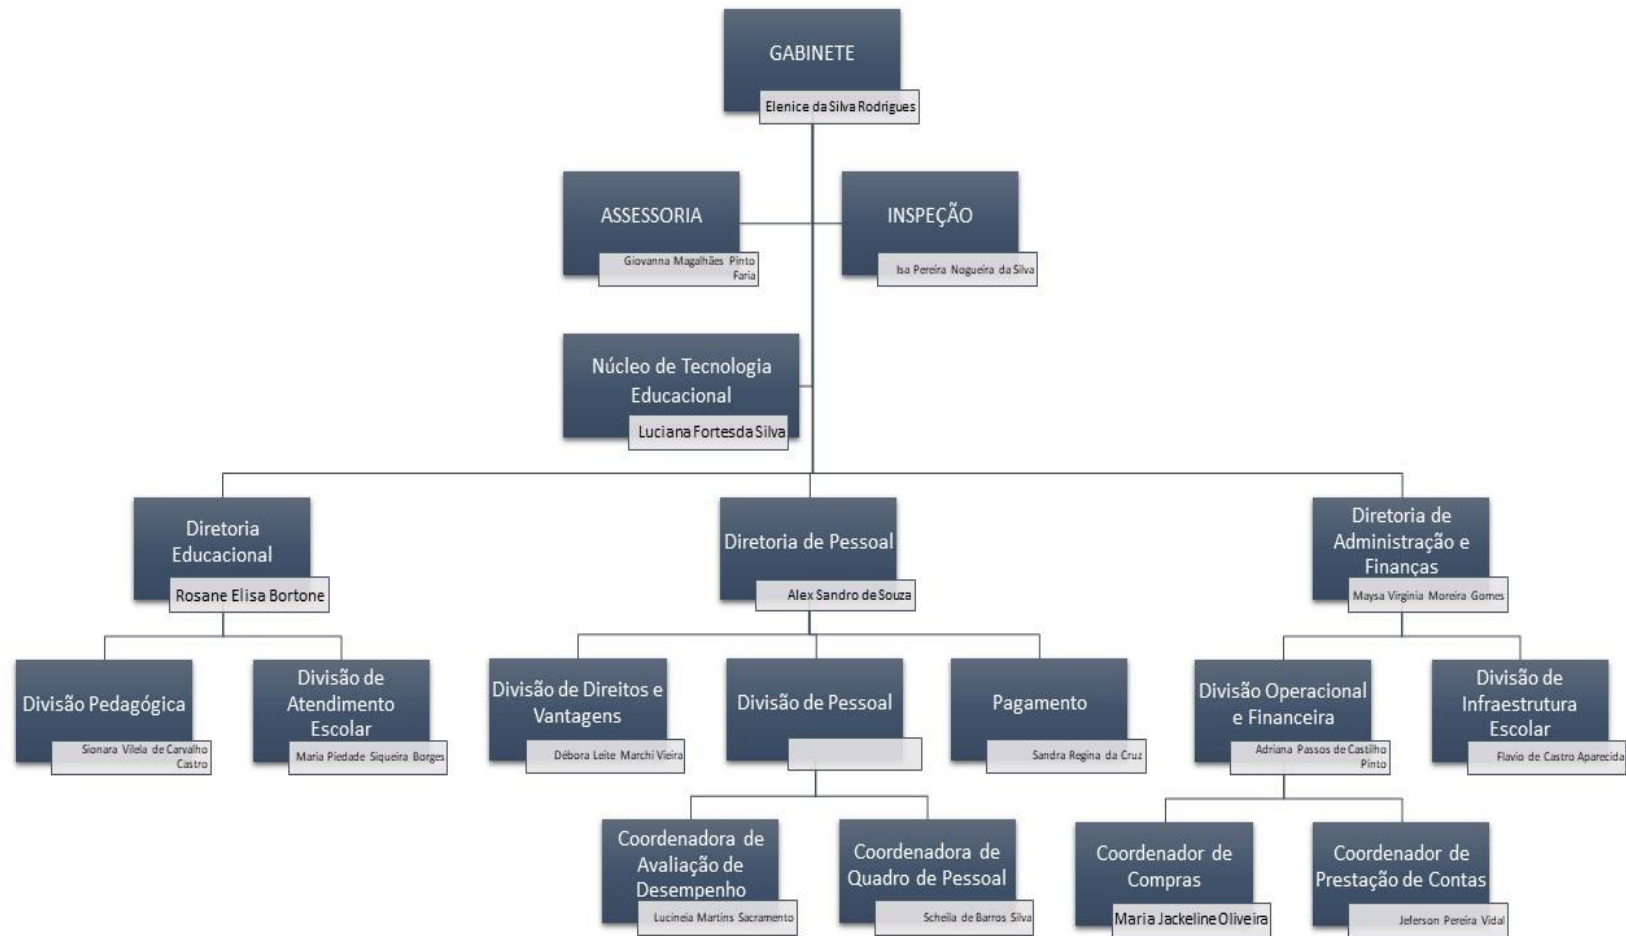 GABINETE
Elenice da Silva Rodrigues
ASSESSORIA
Giovanna Magalhães Pinto
Faria
INSPEÇÃO
Isa Pereira Nogueira da Silva
Núcleo de Tecnologia
Educacional
Luciana Fortesda Silva
Diretoria
Educacional
Rosane Elisa Bortone
Diretoria de Pessoal
Alex Sandro de Souza
Diretoria de
Administração e
Finanças
Maysa Virginia Moreira Gomes
Divisão Pedagógica
Sionara Vilela de Carvalho
Castro
Divisão de
Atendimento
Escolar
Maria Piedade Siqueira Borges
Divisão de Direitos e
Vantagens
Débora Leite Marchi Vieira
Divisão de Pessoal
Pagamento
Sandra Regina da Cruz
Divisão Operacional
e Financeira
Adriana Passos de Castilho
Pinto
Divisão de
Infraestrutura
Escolar
Flavio de Castro Aparecida
Coordenadora de
Avaliação de
Desempenho
Lucineia Martins Sacramento
Coordenadora de
Quadro de Pessoal
Scheila de Barros Silva
Coordenador de
Compras
Maria Jackeline Oliveira
Coordenador de
Prestação de Contas
Jeferson Pereira Vidal